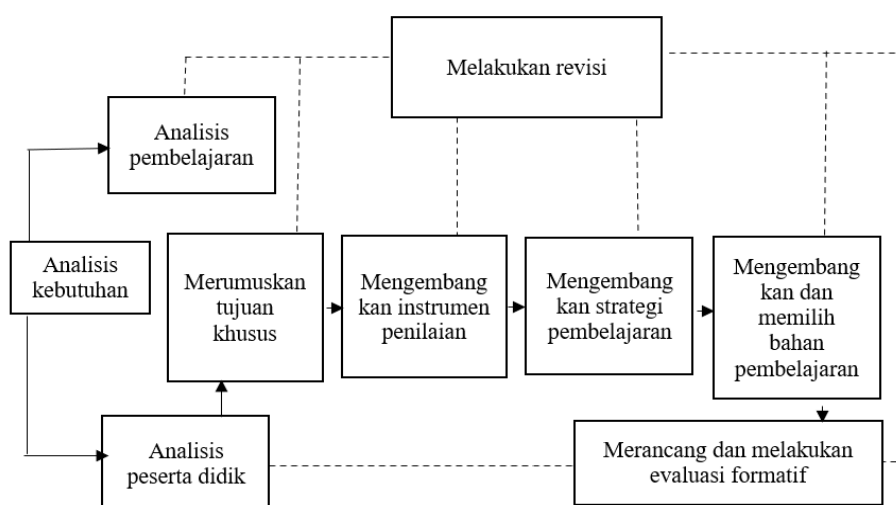 Melakukan revisi
Analisis
pembelajaran
Analisis
kebutuhan
Merumuskan
tujuan
khusus
Mengembang
kan instrumen
penilaian
Mengembang
kan strategi
pembelajaran
Mengembang
kan dan
memilih
bahan
pembelajaran
Analisis
peserta didik
Merancang dan melakukan
evaluasi formatif